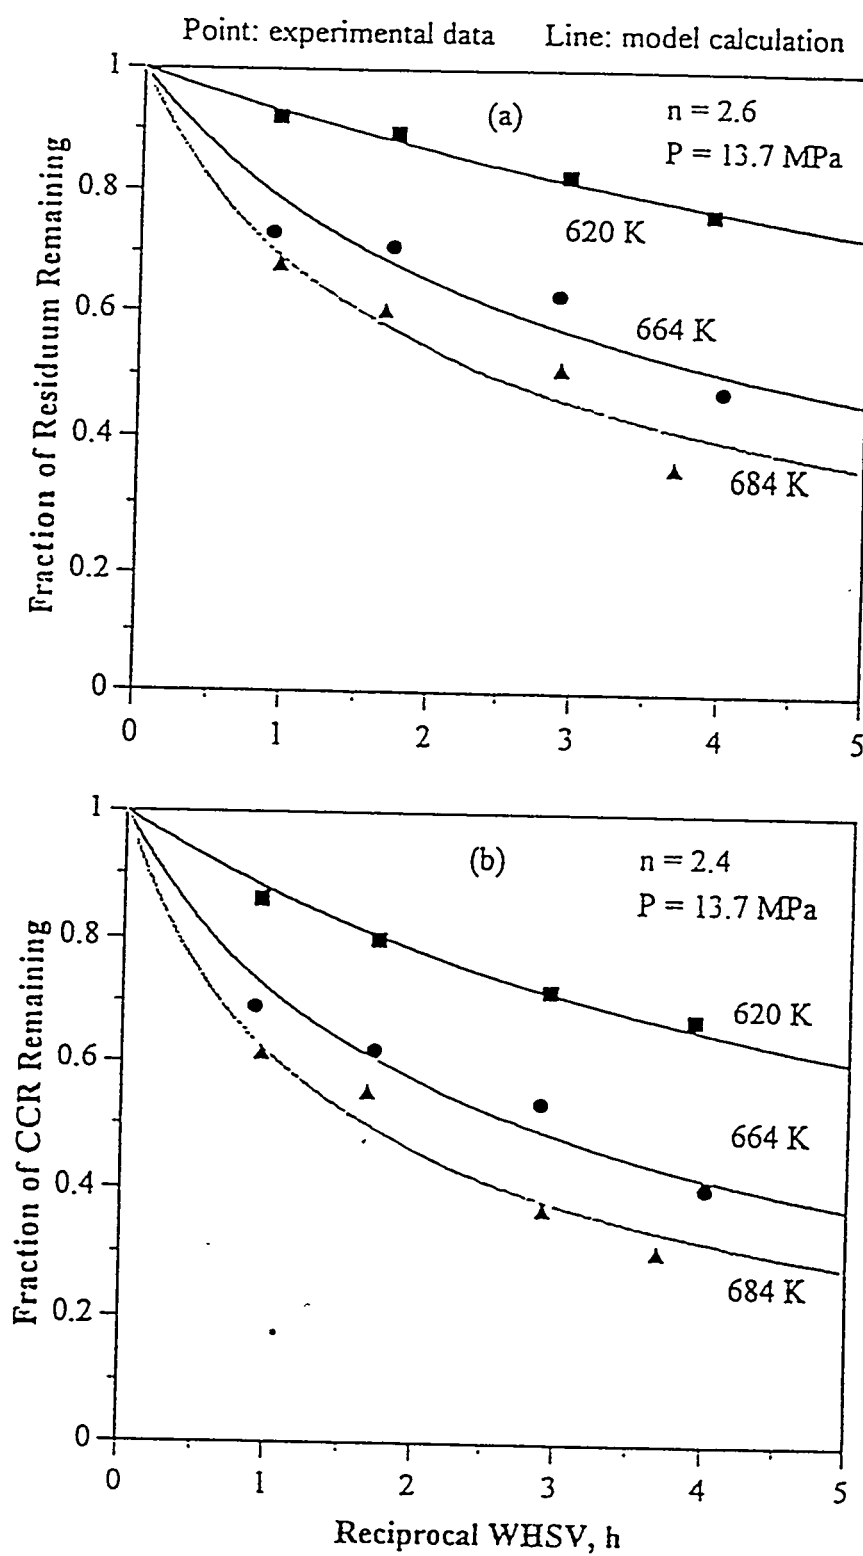 Point: experimental data Line: model calculation
1
(a)
n = 2.6
P = 13.7 MPa
0.8
620 K
0.6
664 K
0.4
684 K
0.2
0
0 1 2 3 4 5
Fraction of Residuum Remaining
1
(b)
n = 2.4
P = 13.7 MPa
0.8
620 K
0.6
664 K
0.4
684 K
0.2
0
0 1 2 3 4 5
Fraction of CCR Remaining
Reciprocal WHSV, h